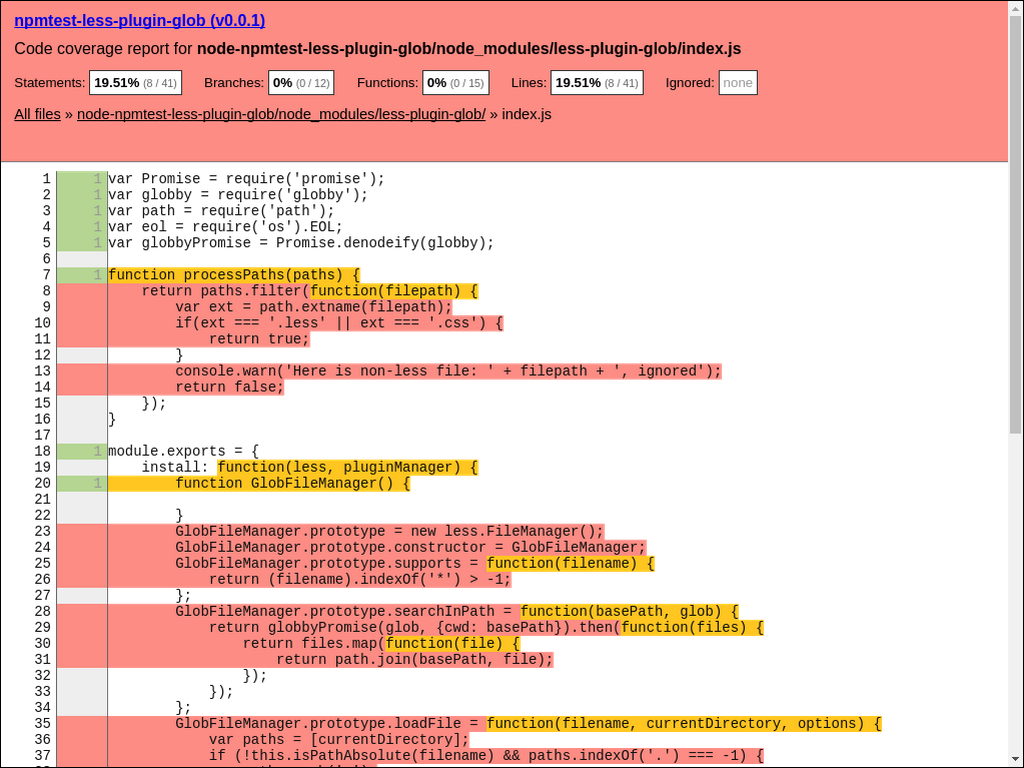 npmtest-less-plugin-glob (v0.0.1)
Code coverage report for node-npmtest-less-plugin-glob/node_modules/less-plugin-glob/index.js
Statements: 19.51% (8 / 41) Branches: 0% (0 / 12) Functions: 0% (0 / 15) Lines: 19.51% (8 / 41) Ignored: none
All files » node-npmtest-less-plugin-glob/node_modules/less-plugin-glob/ » index.js
1 1 var Promise = require('promise');
2 1 var globby = require('globby');
3 1 var path = require('path');
4 1 var eol = require('os').EOL;
5 1 var globbyPromise = Promise.denodeify(globby);
6
7 1 function processPaths(paths) {
8     return paths.filter(function(filepath) {
9         var ext = path.extname(filepath);
10         if(ext === '.less' || ext === '.css') {
11             return true;
12         }
13         console.warn('Here is non-less file: ' + filepath + ', ignored');
14         return false;
15     });
16 }
17
18 1 module.exports = {
19     install: function(less, pluginManager) {
20 1         function GlobFileManager() {
21
22         }
23         GlobFileManager.prototype = new less.FileManager();
24         GlobFileManager.prototype.constructor = GlobFileManager;
25         GlobFileManager.prototype.supports = function(filename) {
26             return (filename).indexOf('*') > -1;
27         };
28         GlobFileManager.prototype.searchInPath = function(basePath, glob) {
29             return globbyPromise(glob, {cwd: basePath}).then(function(files) {
30                 return files.map(function(file) {
31                     return path.join(basePath, file);
32                 });
33             });
34         };
35         GlobFileManager.prototype.loadFile = function(filename, currentDirectory, options) {
36             var paths = [currentDirectory];
37             if (!this.isPathAbsolute(filename) && paths.indexOf('.') === -1) {